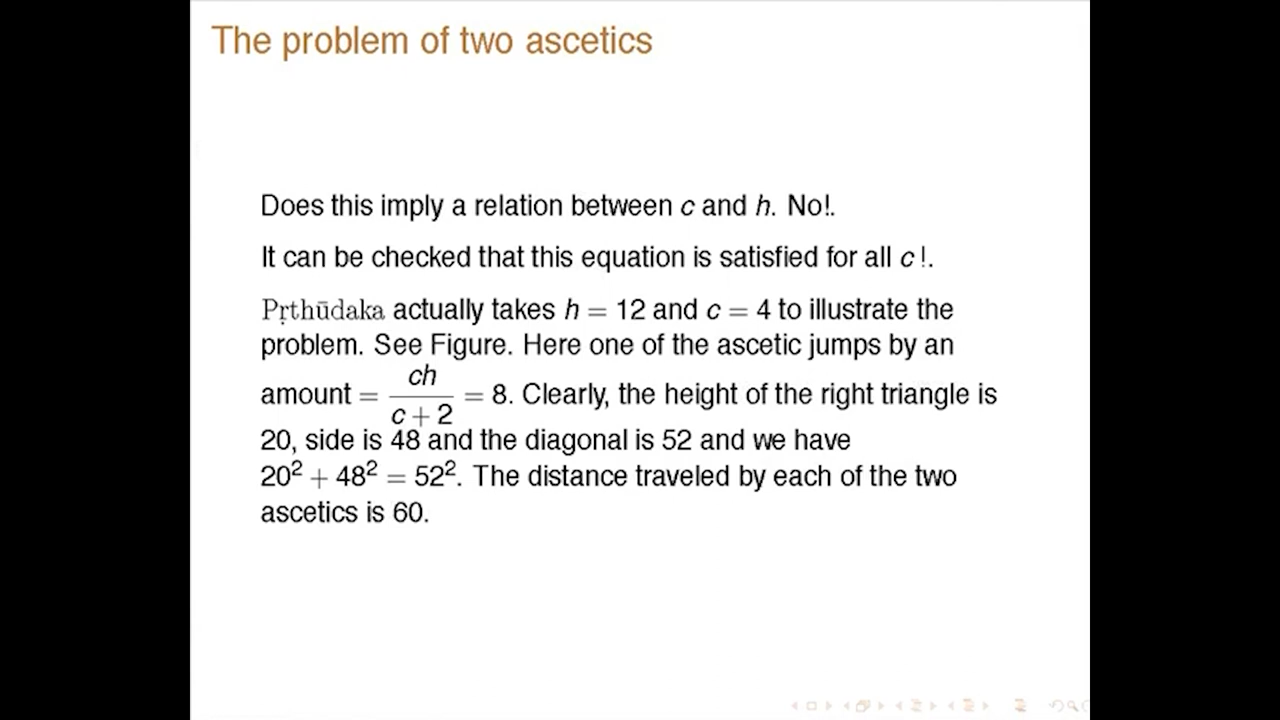 The problem of two ascetics
Does this imply a relation between c and h. No!.
It can be checked that this equation is satisfied for all c !.
Pṛthūdaka actually takes h = 12 and c = 4 to illustrate the
problem. See Figure. Here one of the ascetic jumps by an
amount = ch/(c + 2) = 8. Clearly, the height of the right triangle is
20, side is 48 and the diagonal is 52 and we have
20² + 48² = 52². The distance traveled by each of the two
ascetics is 60.